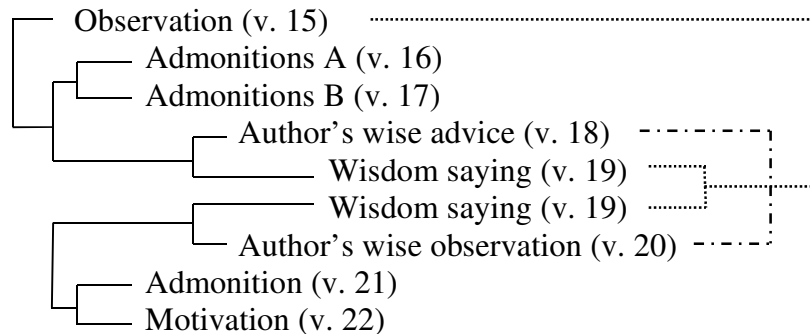 Observation (v. 15)
Admonitions A (v. 16)
Admonitions B (v. 17)
Author's wise advice (v. 18)
Wisdom saying (v. 19)
Wisdom saying (v. 19)
Author's wise observation (v. 20)
Admonition (v. 21)
Motivation (v. 22)